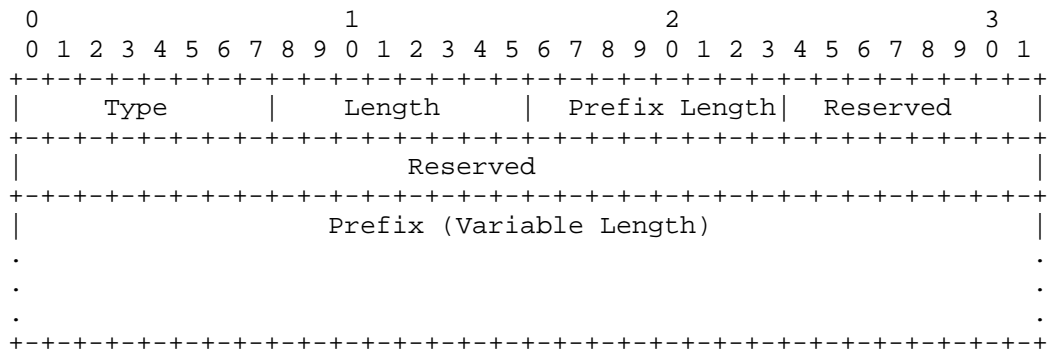 0                   1                   2                   3
 0 1 2 3 4 5 6 7 8 9 0 1 2 3 4 5 6 7 8 9 0 1 2 3 4 5 6 7 8 9 0 1
+-+-+-+-+-+-+-+-+-+-+-+-+-+-+-+-+-+-+-+-+-+-+-+-+-+-+-+-+-+-+-+-+
|     Type      |    Length     |  Prefix Length|  Reserved     |
+-+-+-+-+-+-+-+-+-+-+-+-+-+-+-+-+-+-+-+-+-+-+-+-+-+-+-+-+-+-+-+-+
|                        Reserved                               |
+-+-+-+-+-+-+-+-+-+-+-+-+-+-+-+-+-+-+-+-+-+-+-+-+-+-+-+-+-+-+-+-+
|                   Prefix (Variable Length)                    |
.                                                               .
.                                                               .
.                                                               .
+-+-+-+-+-+-+-+-+-+-+-+-+-+-+-+-+-+-+-+-+-+-+-+-+-+-+-+-+-+-+-+-+